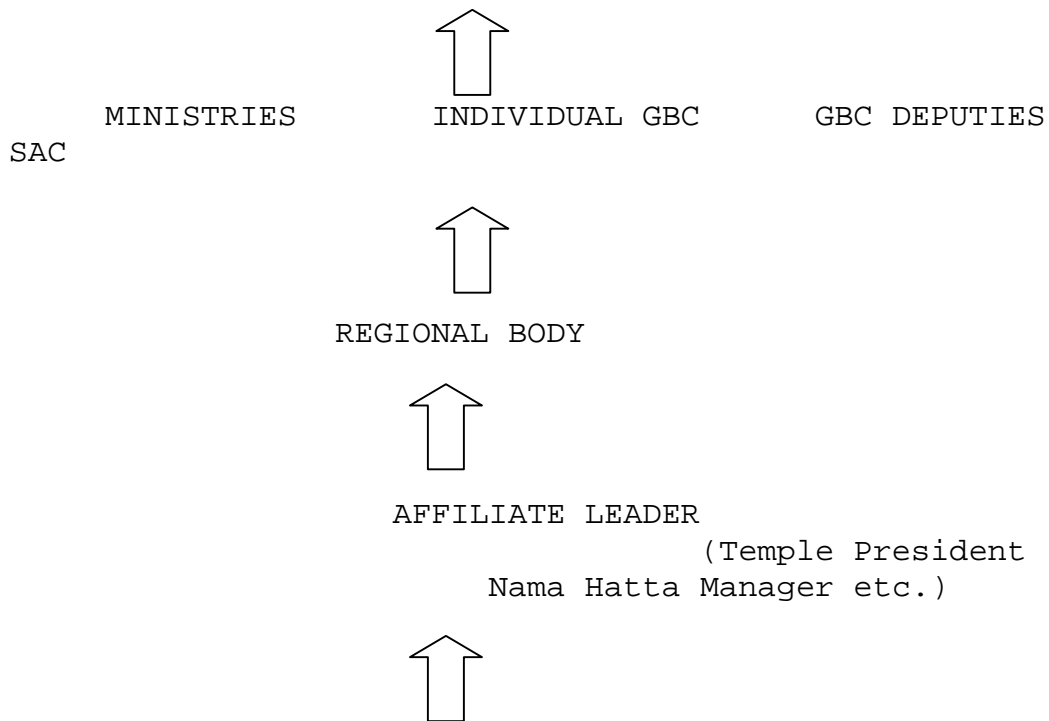 MINISTRIES INDIVIDUAL GBC GBC DEPUTIES
SAC
REGIONAL BODY
AFFILIATE LEADER
(Temple President
Nama Hatta Manager etc.)